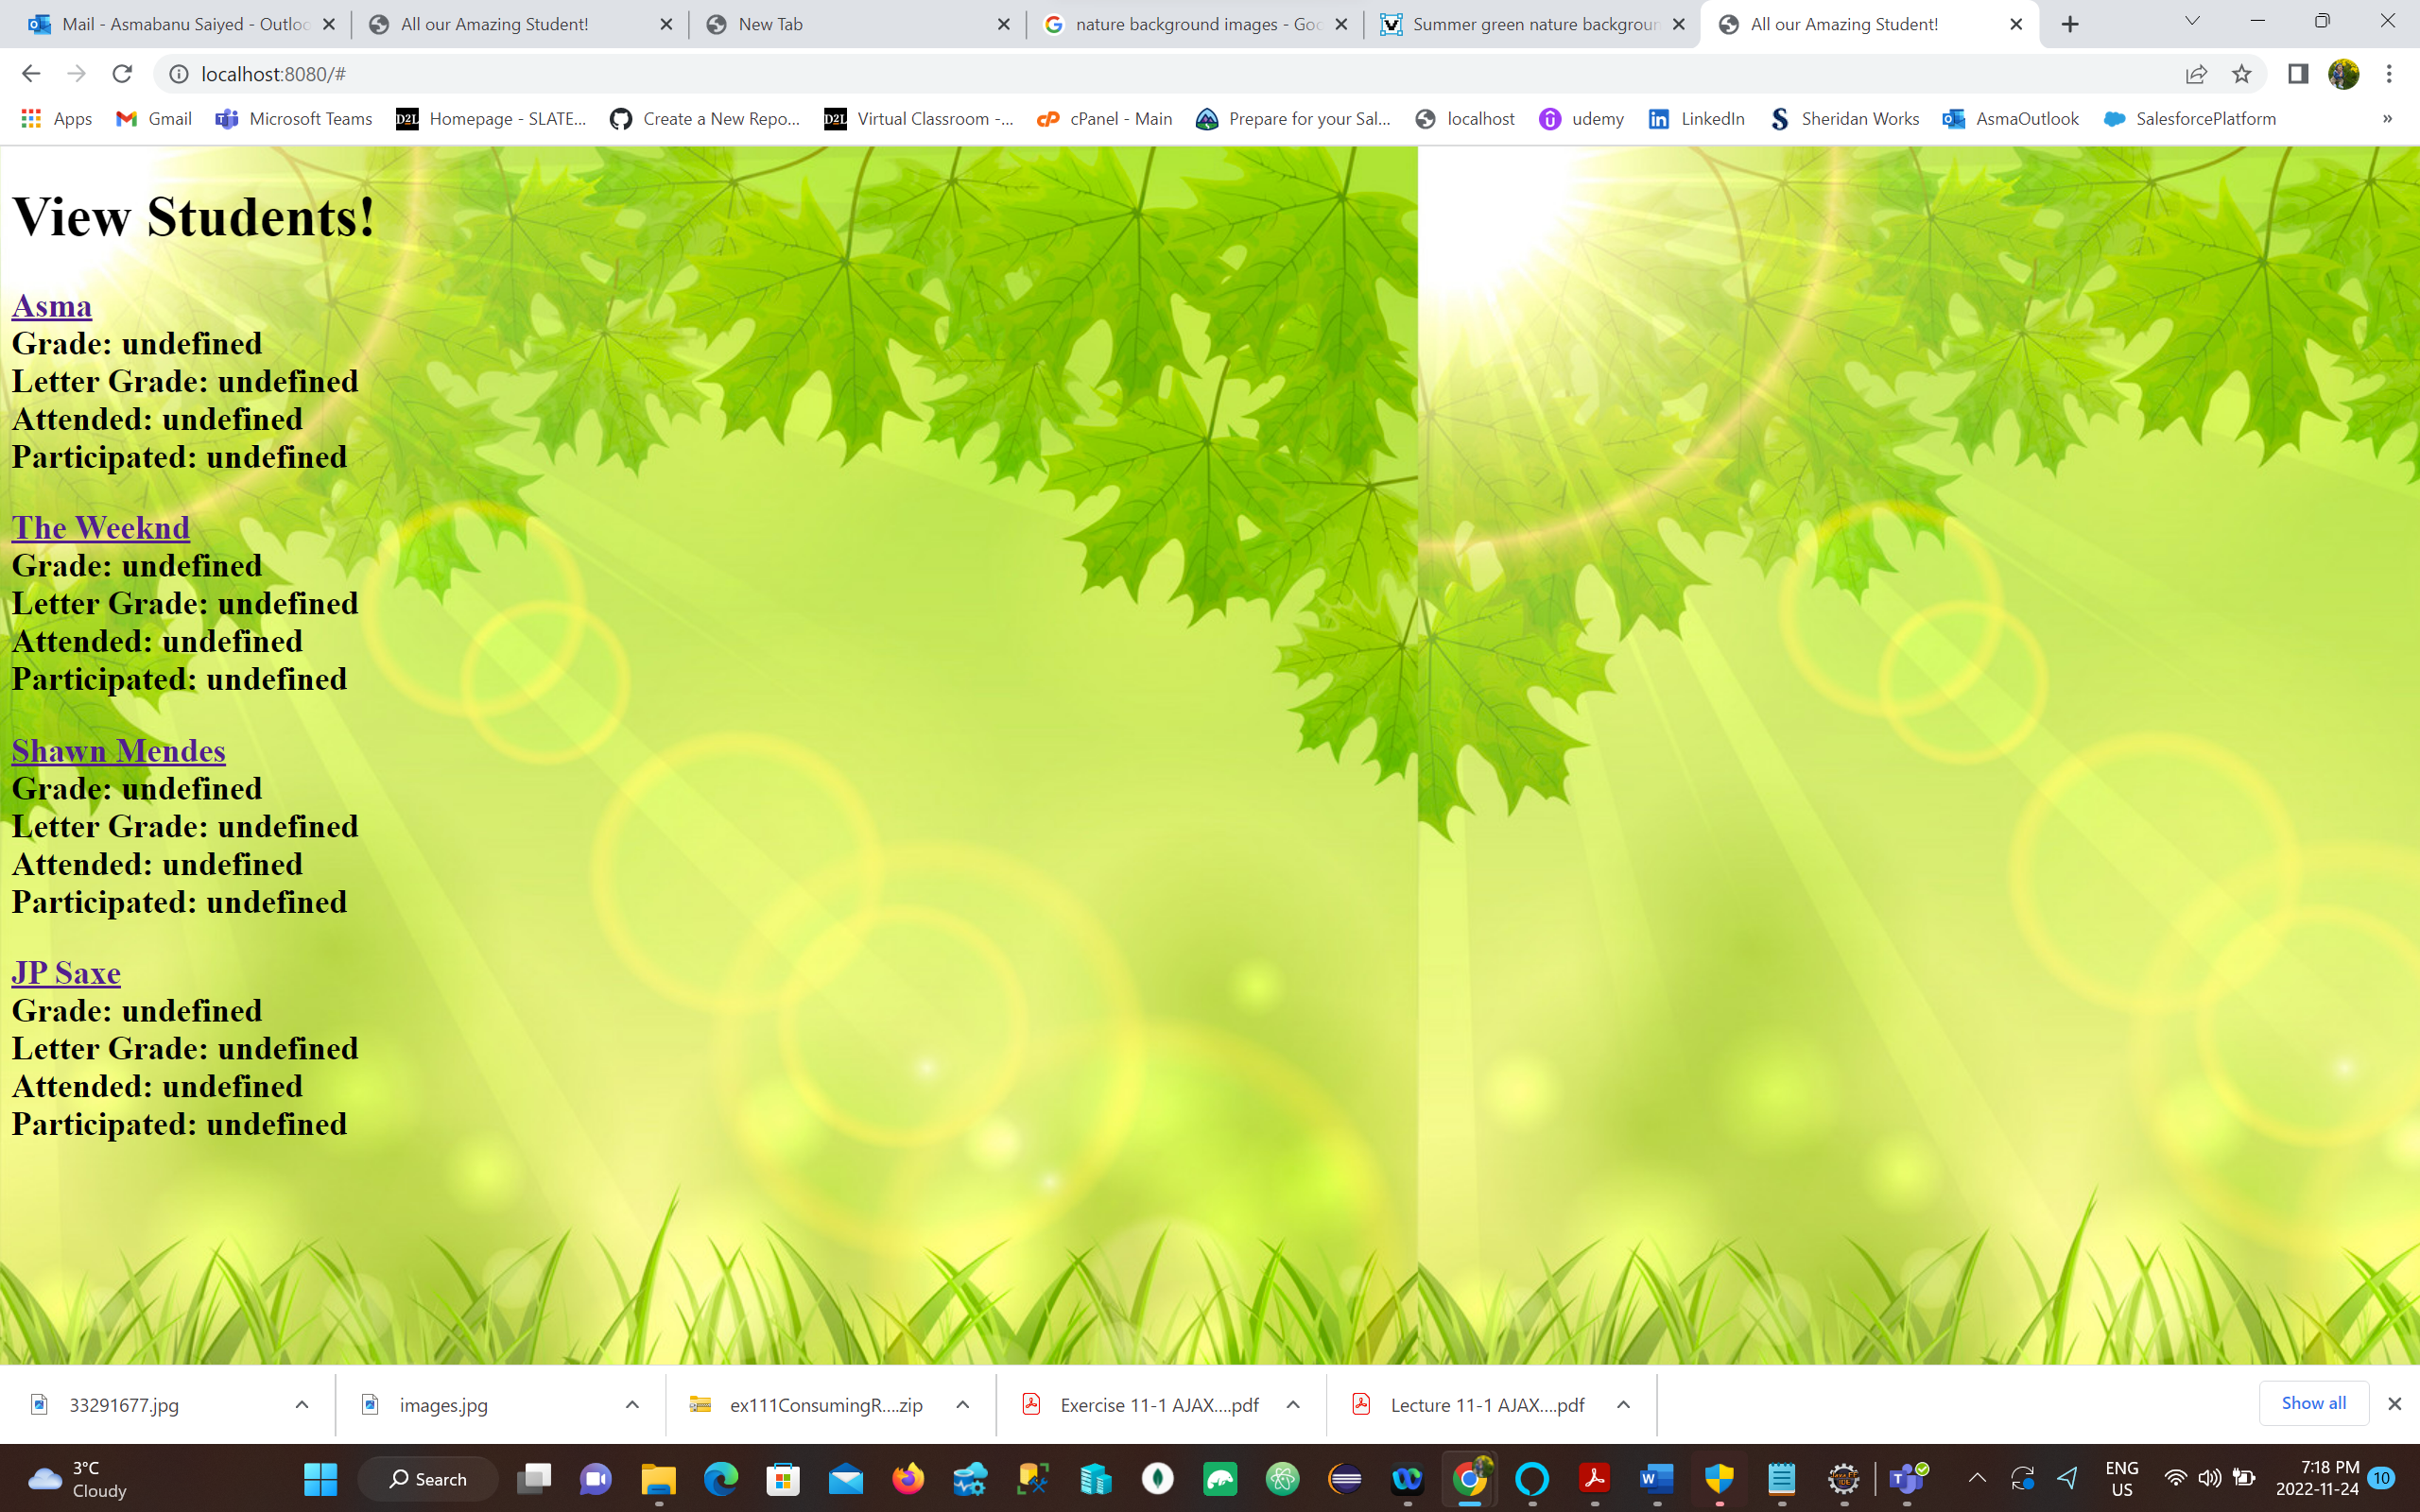 Mail - Asmabanu Saiyed - Outloo
All our Amazing Student!
New Tab
nature background images - Goo
Summer green nature backgroun
All our Amazing Student!
localhost:8080/#
Apps
Gmail
Microsoft Teams
D2L
Homepage - SLATE...
Create a New Repo...
D2L
Virtual Classroom -...
cPanel - Main
Prepare for your Sal...
localhost
udemy
LinkedIn
Sheridan Works
AsmaOutlook
SalesforcePlatform
»
View Students!
Asma
Grade: undefined
Letter Grade: undefined
Attended: undefined
Participated: undefined
The Weeknd
Grade: undefined
Letter Grade: undefined
Attended: undefined
Participated: undefined
Shawn Mendes
Grade: undefined
Letter Grade: undefined
Attended: undefined
Participated: undefined
JP Saxe
Grade: undefined
Letter Grade: undefined
Attended: undefined
Participated: undefined
33291677.jpg
images.jpg
ex111ConsumingR....zip
Exercise 11-1 AJAX....pdf
Lecture 11-1 AJAX....pdf
Show all
3°C
Cloudy
Search
ENG
US
7:18 PM
2022-11-24
10